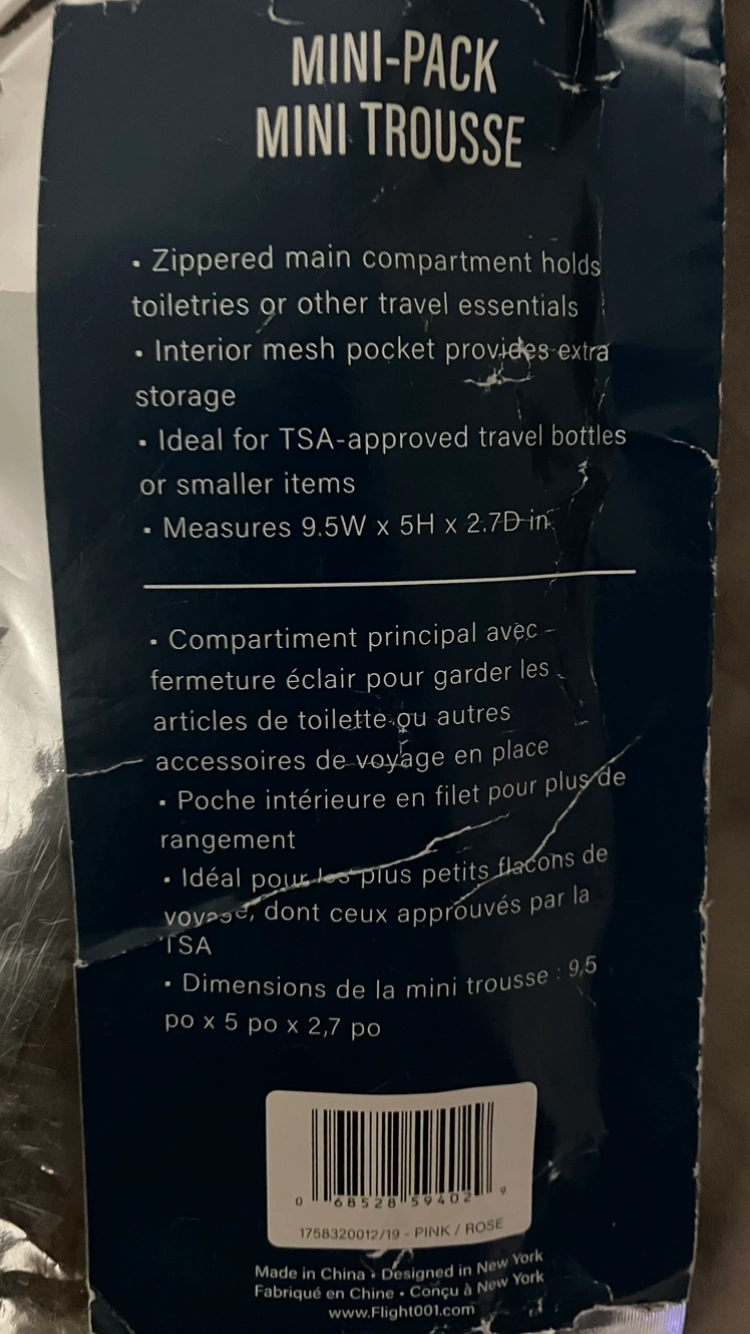 MINI-PACK
MINI TROUSSE
• Zippered main compartment holds
toiletries or other travel essentials
• Interior mesh pocket provides extra
storage
• Ideal for TSA-approved travel bottles
or smaller items
• Measures 9.5W x 5H x 2.7D in.
• Compartiment principal avec
fermeture éclair pour garder les
articles de toilette ou autres
accessoires de voyage en place
• Poche intérieure en filet pour plus de
rangement
• Idéal pour les plus petits flacons de
voyage, dont ceux approuvés par la
TSA
• Dimensions de la mini trousse : 9,5
po x 5 po x 2,7 po
0 68528 59402 9
1758320012/19 - PINK / ROSE
Made in China • Designed in New York
Fabriqué en Chine • Conçu à New York
www.Flight001.com